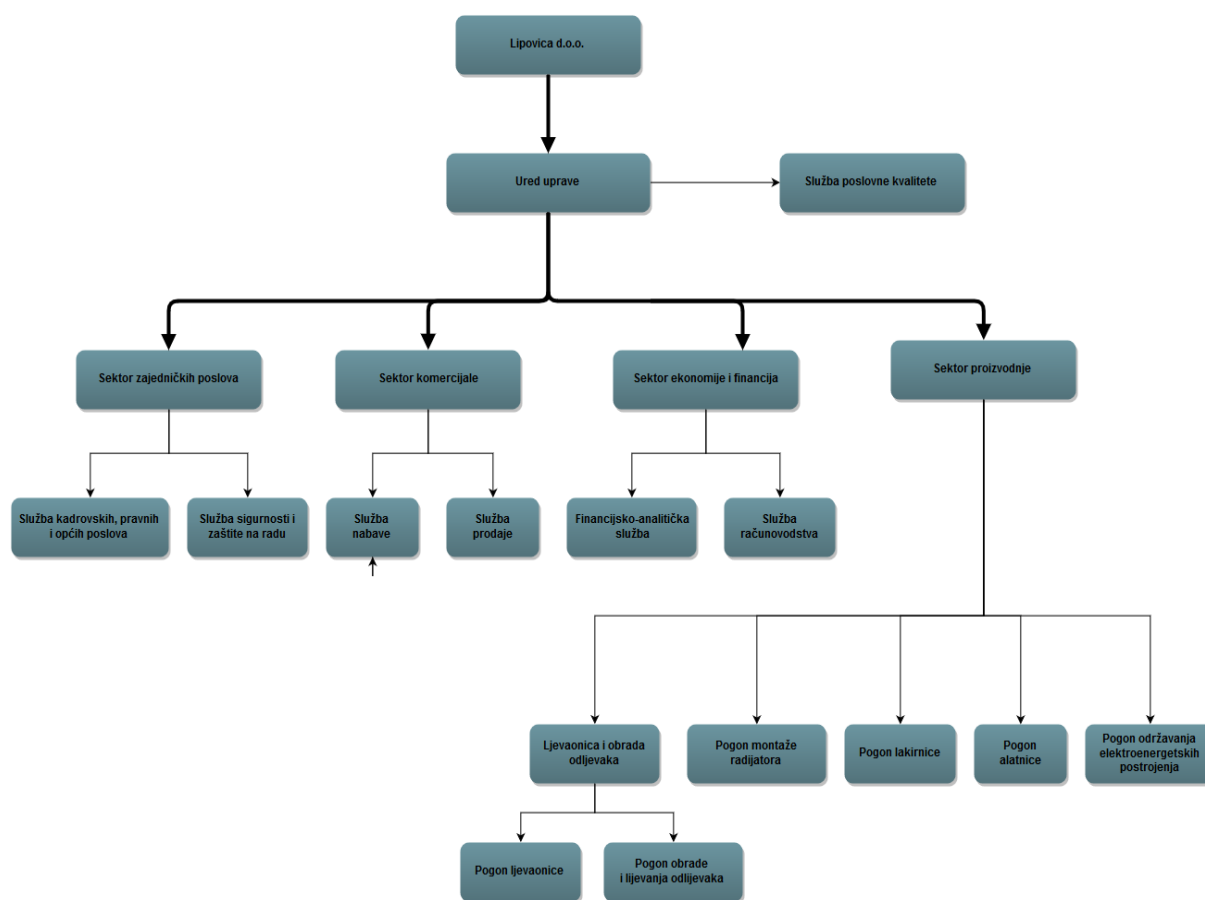 Lipovica d.o.o.
Ured uprave
Služba poslovne kvalitete
Sektor zajedničkih poslova
Sektor komercijale
Sektor ekonomije i financija
Sektor proizvodnje
Služba kadrovskih, pravnih
i općih poslova
Služba sigurnosti i
zaštite na radu
Služba
nabave
Služba
prodaje
Financijsko-analitička
služba
Služba
računovodstva
Ljevaonica i obrada
odljevaka
Pogon montaže
radijatora
Pogon lakirnice
Pogon
alatnice
Pogon održavanja
elektroenergetskih
postrojenja
Pogon ljevaonice
Pogon obrade
i lijevanja odlijevaka